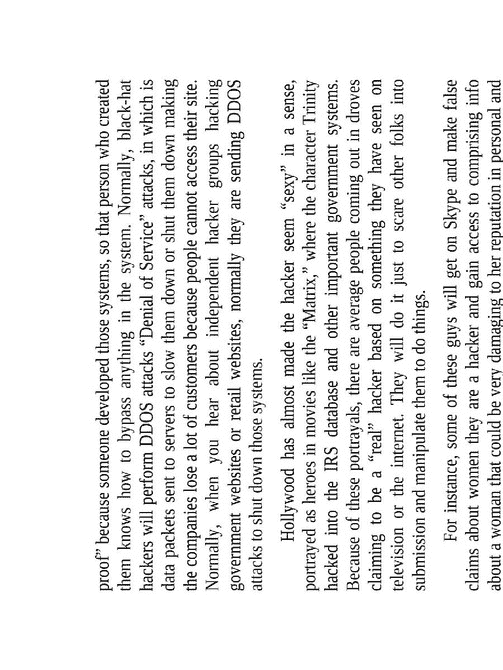 proof” because someone developed those systems, so that person who created
them knows how to bypass anything in the system. Normally, black-hat
hackers will perform DDOS attacks “Denial of Service” attacks, in which is
data packets sent to servers to slow them down or shut them down making
the companies lose a lot of customers because people cannot access their site.
Normally, when you hear about independent hacker groups hacking
government websites or retail websites, normally they are sending DDOS
attacks to shut down those systems.
Hollywood has almost made the hacker seem “sexy” in a sense,
portrayed as heroes in movies like the “Matrix,” where the character Trinity
hacked into the IRS database and other important government systems.
Because of these portrayals, there are average people coming out in droves
claiming to be a “real” hacker based on something they have seen on
television or the internet. They will do it just to scare other folks into
submission and manipulate them to do things.
For instance, some of these guys will get on Skype and make false
claims about women they are a hacker and gain access to comprising info
about a woman that could be very damaging to her reputation in personal and